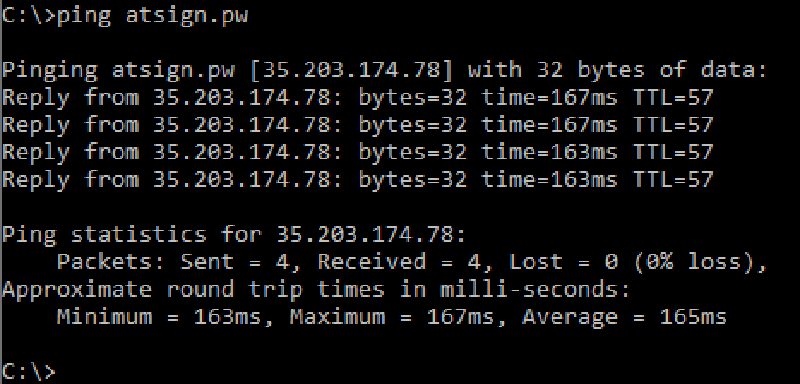 C:\>ping atsign.pw
Pinging atsign.pw [35.203.174.78] with 32 bytes of data:
Reply from 35.203.174.78: bytes=32 time=167ms TTL=57
Reply from 35.203.174.78: bytes=32 time=167ms TTL=57
Reply from 35.203.174.78: bytes=32 time=163ms TTL=57
Reply from 35.203.174.78: bytes=32 time=163ms TTL=57
Ping statistics for 35.203.174.78:
    Packets: Sent = 4, Received = 4, Lost = 0 (0% loss),
Approximate round trip times in milli-seconds:
    Minimum = 163ms, Maximum = 167ms, Average = 165ms
C:\>